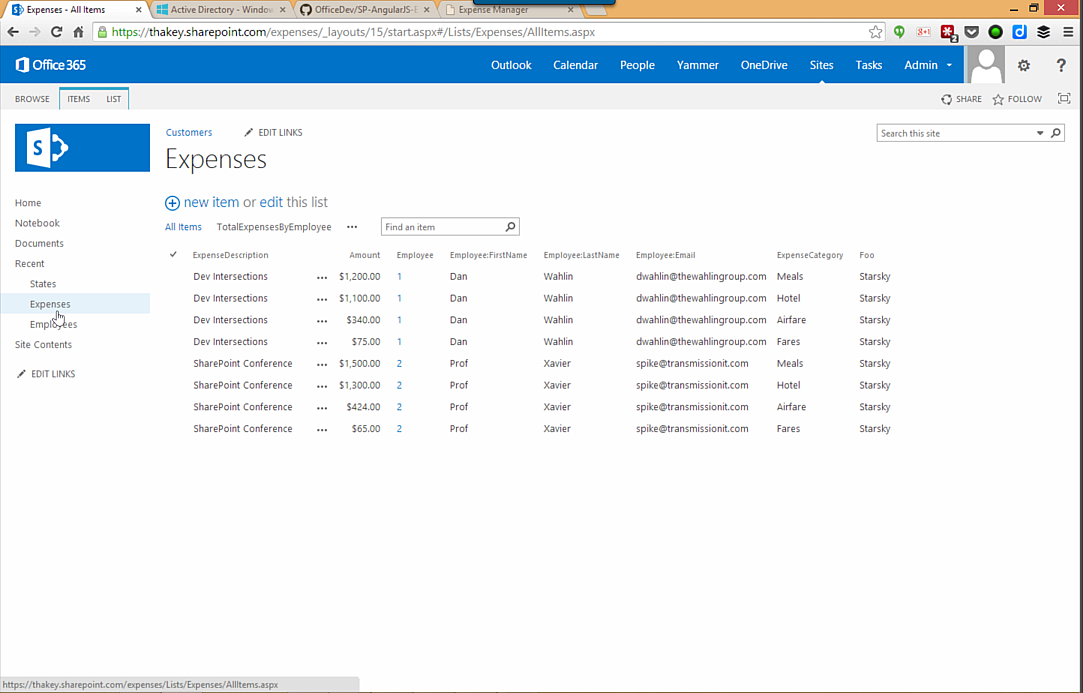 Expenses - All Items
Active Directory - Window
OfficeDev/SP-AngularJS-E
Expense Manager
https://thakey.sharepoint.com/expenses/_layouts/15/start.aspx#/Lists/Expenses/AllItems.aspx
Office 365
Outlook Calendar People Yammer OneDrive Sites Tasks Admin ?
BROWSE ITEMS LIST SHARE FOLLOW
S
Customers EDIT LINKS
Search this site
Expenses
Home
Notebook
Documents
Recent
States
Expenses
Employees
Site Contents
EDIT LINKS
new item or edit this list
All Items TotalExpensesByEmployee ••• Find an item
ExpenseDescription Amount Employee Employee:FirstName Employee:LastName Employee:Email ExpenseCategory Foo
Dev Intersections ••• $1,200.00 1 Dan Wahlin dwahlin@thewahlingroup.com Meals Starsky
Dev Intersections ••• $1,100.00 1 Dan Wahlin dwahlin@thewahlingroup.com Hotel Starsky
Dev Intersections ••• $340.00 1 Dan Wahlin dwahlin@thewahlingroup.com Airfare Starsky
Dev Intersections ••• $75.00 1 Dan Wahlin dwahlin@thewahlingroup.com Fares Starsky
SharePoint Conference ••• $1,500.00 2 Prof Xavier spike@transmissionit.com Meals Starsky
SharePoint Conference ••• $1,300.00 2 Prof Xavier spike@transmissionit.com Hotel Starsky
SharePoint Conference ••• $424.00 2 Prof Xavier spike@transmissionit.com Airfare Starsky
SharePoint Conference ••• $65.00 2 Prof Xavier spike@transmissionit.com Fares Starsky
https://thakey.sharepoint.com/expenses/Lists/Expenses/AllItems.aspx